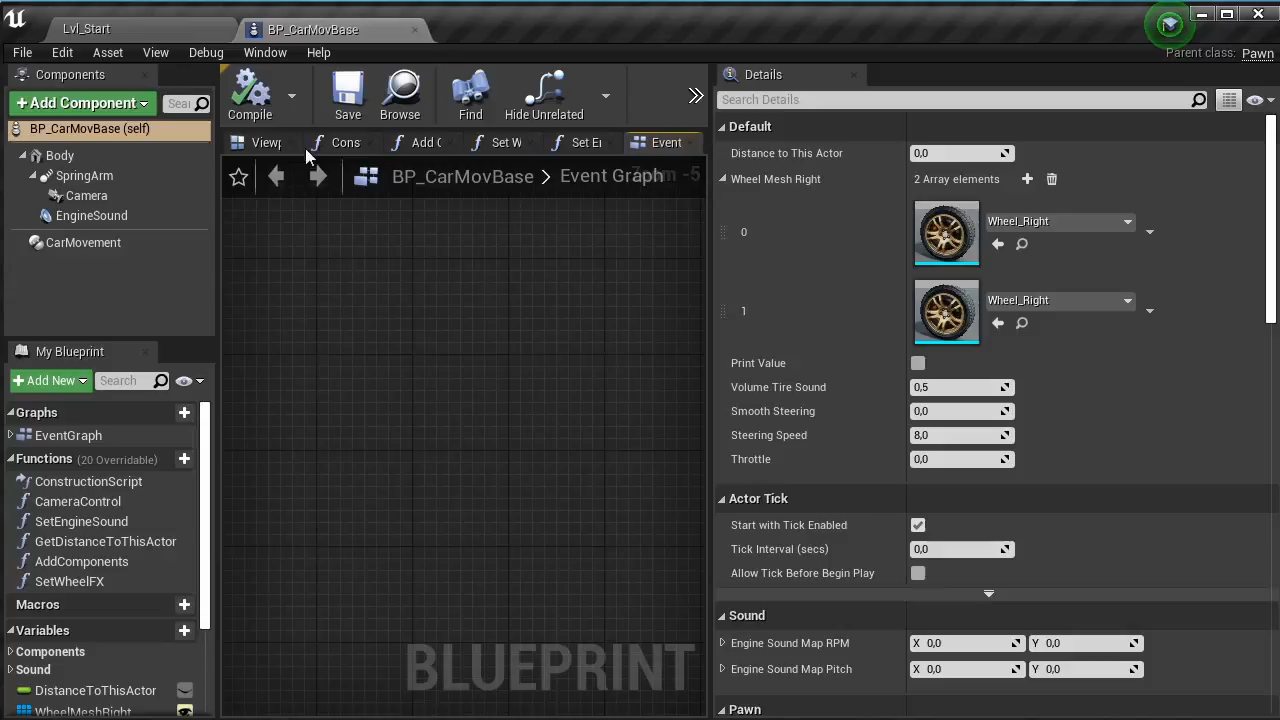 Lvl_Start
BP_CarMovBase
File Edit Asset View Debug Window Help
Parent class: Pawn
Components
+Add Component
Sea
BP_CarMovBase (self)
Body
SpringArm
Camera
EngineSound
CarMovement
My Blueprint
+Add New
Search
Graphs
EventGraph
Functions (20 Overridable)
ConstructionScript
CameraControl
SetEngineSound
GetDistanceToThisActor
AddComponents
SetWheelFX
Macros
Variables
Components
Sound
DistanceToThisActor
WheelMeshRight
Compile Save Browse Find Hide Unrelated
Viewp Cons Add C Set W Set E Event
BP_CarMovBase > Event Graph
Zoom -5
BLUEPRINT
Details
Search Details
Default
Distance to This Actor 0,0
Wheel Mesh Right 2 Array elements
0 Wheel_Right
1 Wheel_Right
Print Value
Volume Tire Sound 0,5
Smooth Steering 0,0
Steering Speed 8,0
Throttle 0,0
Actor Tick
Start with Tick Enabled
Tick Interval (secs) 0,0
Allow Tick Before Begin Play
Sound
Engine Sound Map RPM X 0,0 Y 0,0
Engine Sound Map Pitch X 0,0 Y 0,0
Pawn